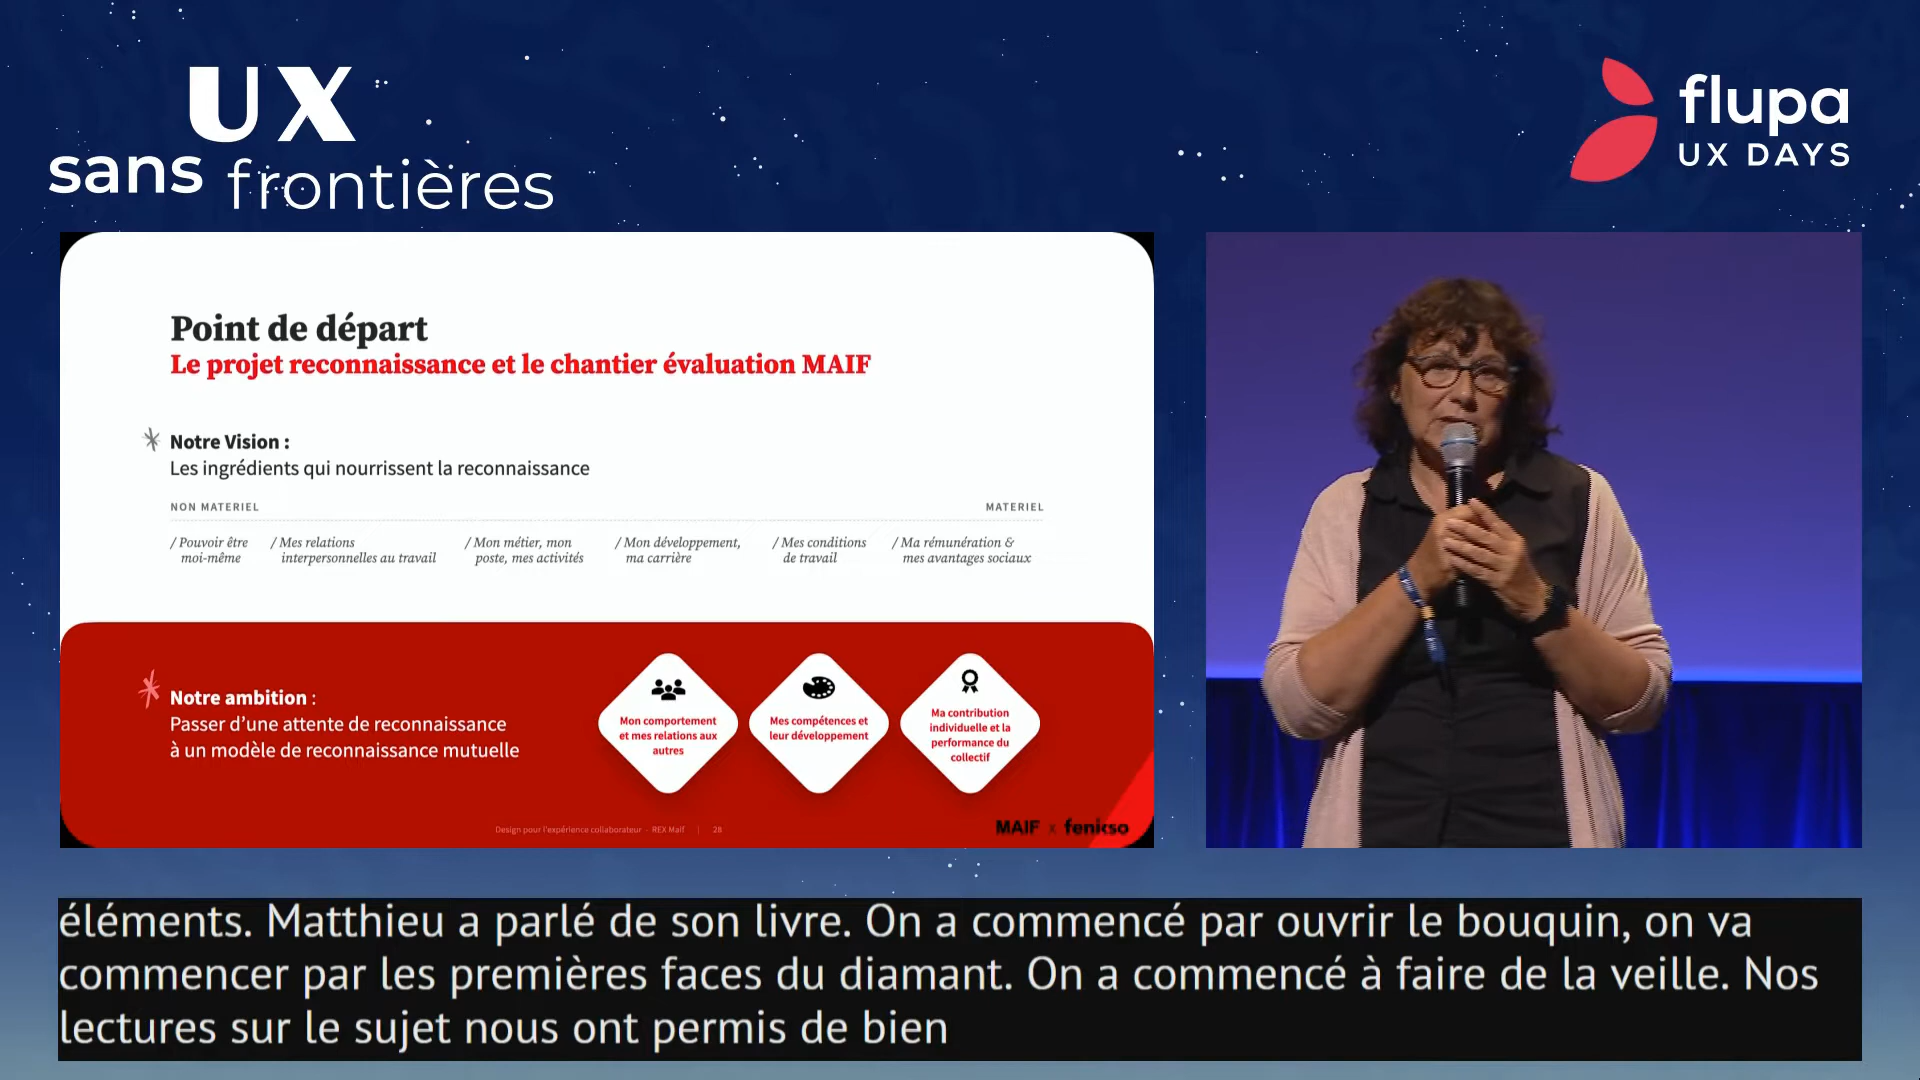 UX
sans frontières
flupa
UX DAYS
Point de départ
Le projet reconnaissance et le chantier évaluation MAIF
Notre Vision :
Les ingrédients qui nourrissent la reconnaissance
NON MATERIEL
MATERIEL
/ Pouvoir être
moi-même
/ Mes relations
interpersonnelles au travail
/ Mon métier, mon
poste, mes activités
/ Mon développement,
ma carrière
/ Mes conditions
de travail
/ Ma rémunération &
mes avantages sociaux
Notre ambition :
Passer d'une attente de reconnaissance
à un modèle de reconnaissance mutuelle
Mon comportement
et mes relations aux
autres
Mes compétences et
leur développement
Ma contribution
individuelle et la
performance du
collectif
Design pour l'expérience collaborateur - REX Maif | 28
MAIF x fenicso
éléments. Matthieu a parlé de son livre. On a commencé par ouvrir le bouquin, on va
commencer par les premières faces du diamant. On a commencé à faire de la veille. Nos
lectures sur le sujet nous ont permis de bien